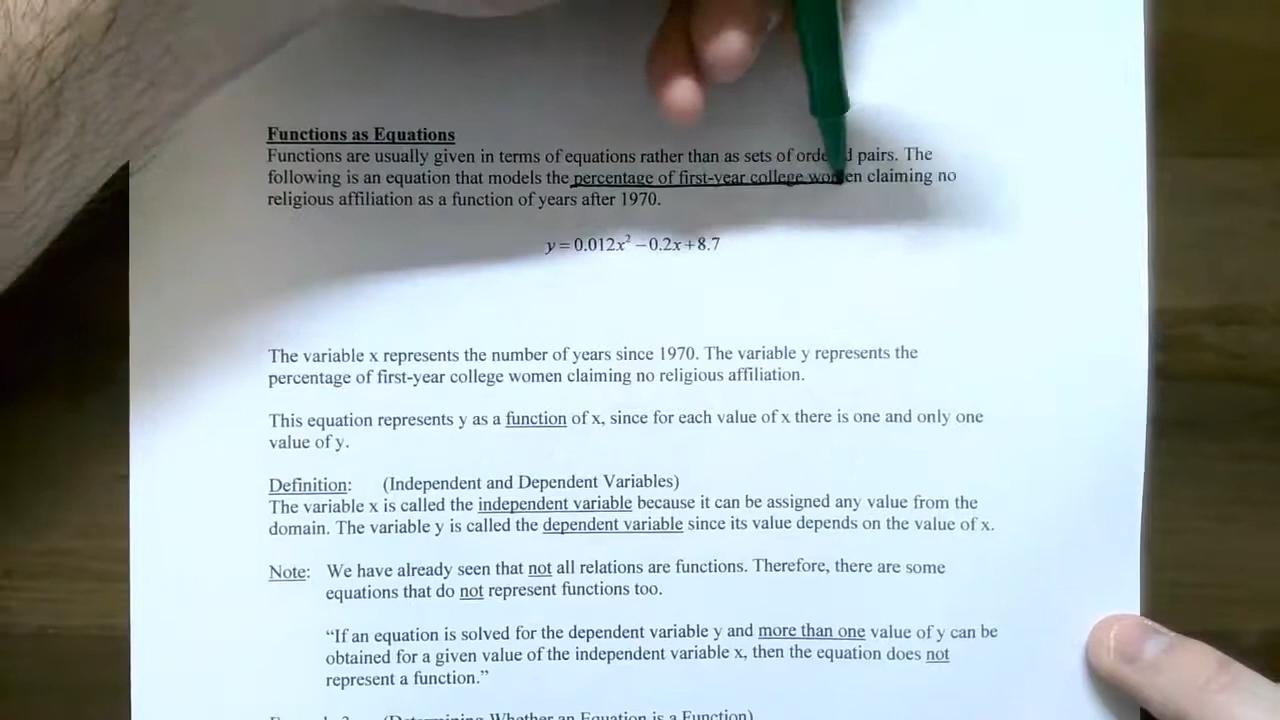 Functions as Equations
Functions are usually given in terms of equations rather than as sets of ordered pairs. The
following is an equation that models the percentage of first-year college women claiming no
religious affiliation as a function of years after 1970.
y = 0.012x² − 0.2x + 8.7
The variable x represents the number of years since 1970. The variable y represents the
percentage of first-year college women claiming no religious affiliation.
This equation represents y as a function of x, since for each value of x there is one and only one
value of y.
Definition: (Independent and Dependent Variables)
The variable x is called the independent variable because it can be assigned any value from the
domain. The variable y is called the dependent variable since its value depends on the value of x.
Note: We have already seen that not all relations are functions. Therefore, there are some
equations that do not represent functions too.
“If an equation is solved for the dependent variable y and more than one value of y can be
obtained for a given value of the independent variable x, then the equation does not
represent a function.”
(Determining Whether an Equation is a Function)